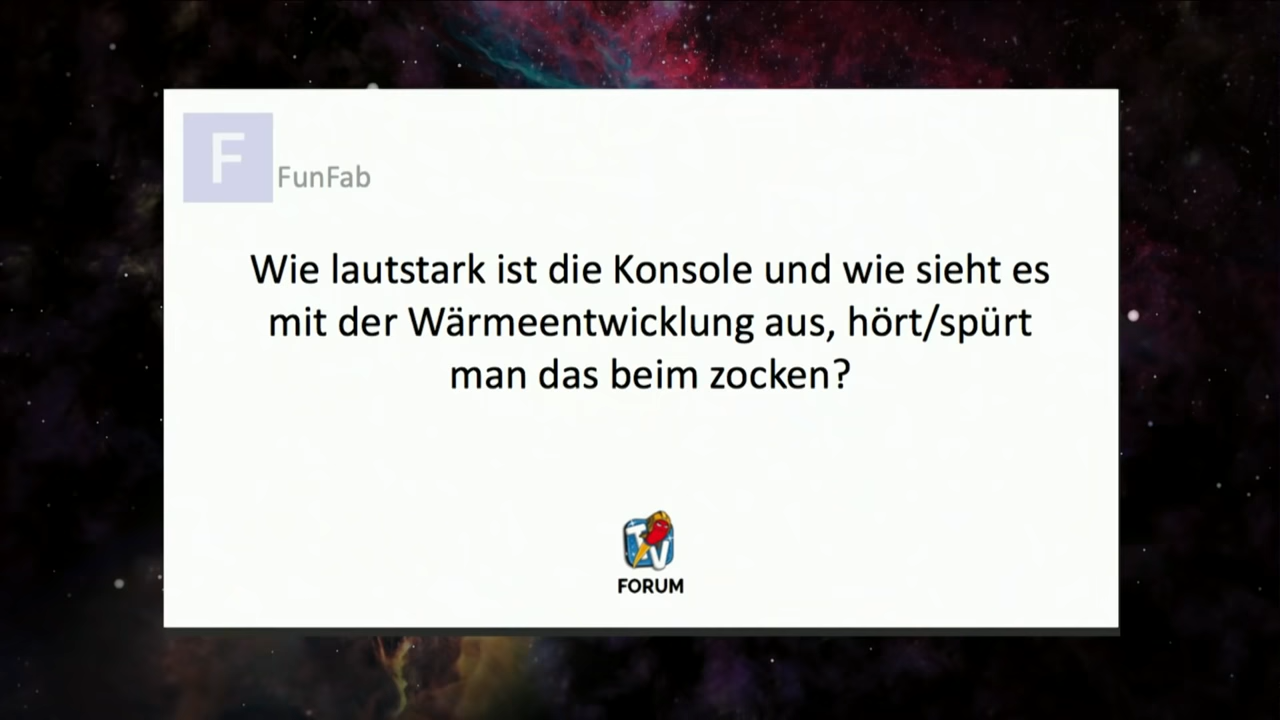 F
FunFab
Wie lautstark ist die Konsole und wie sieht es
mit der Wärmeentwicklung aus, hört/spürt
man das beim zocken?
TV
FORUM